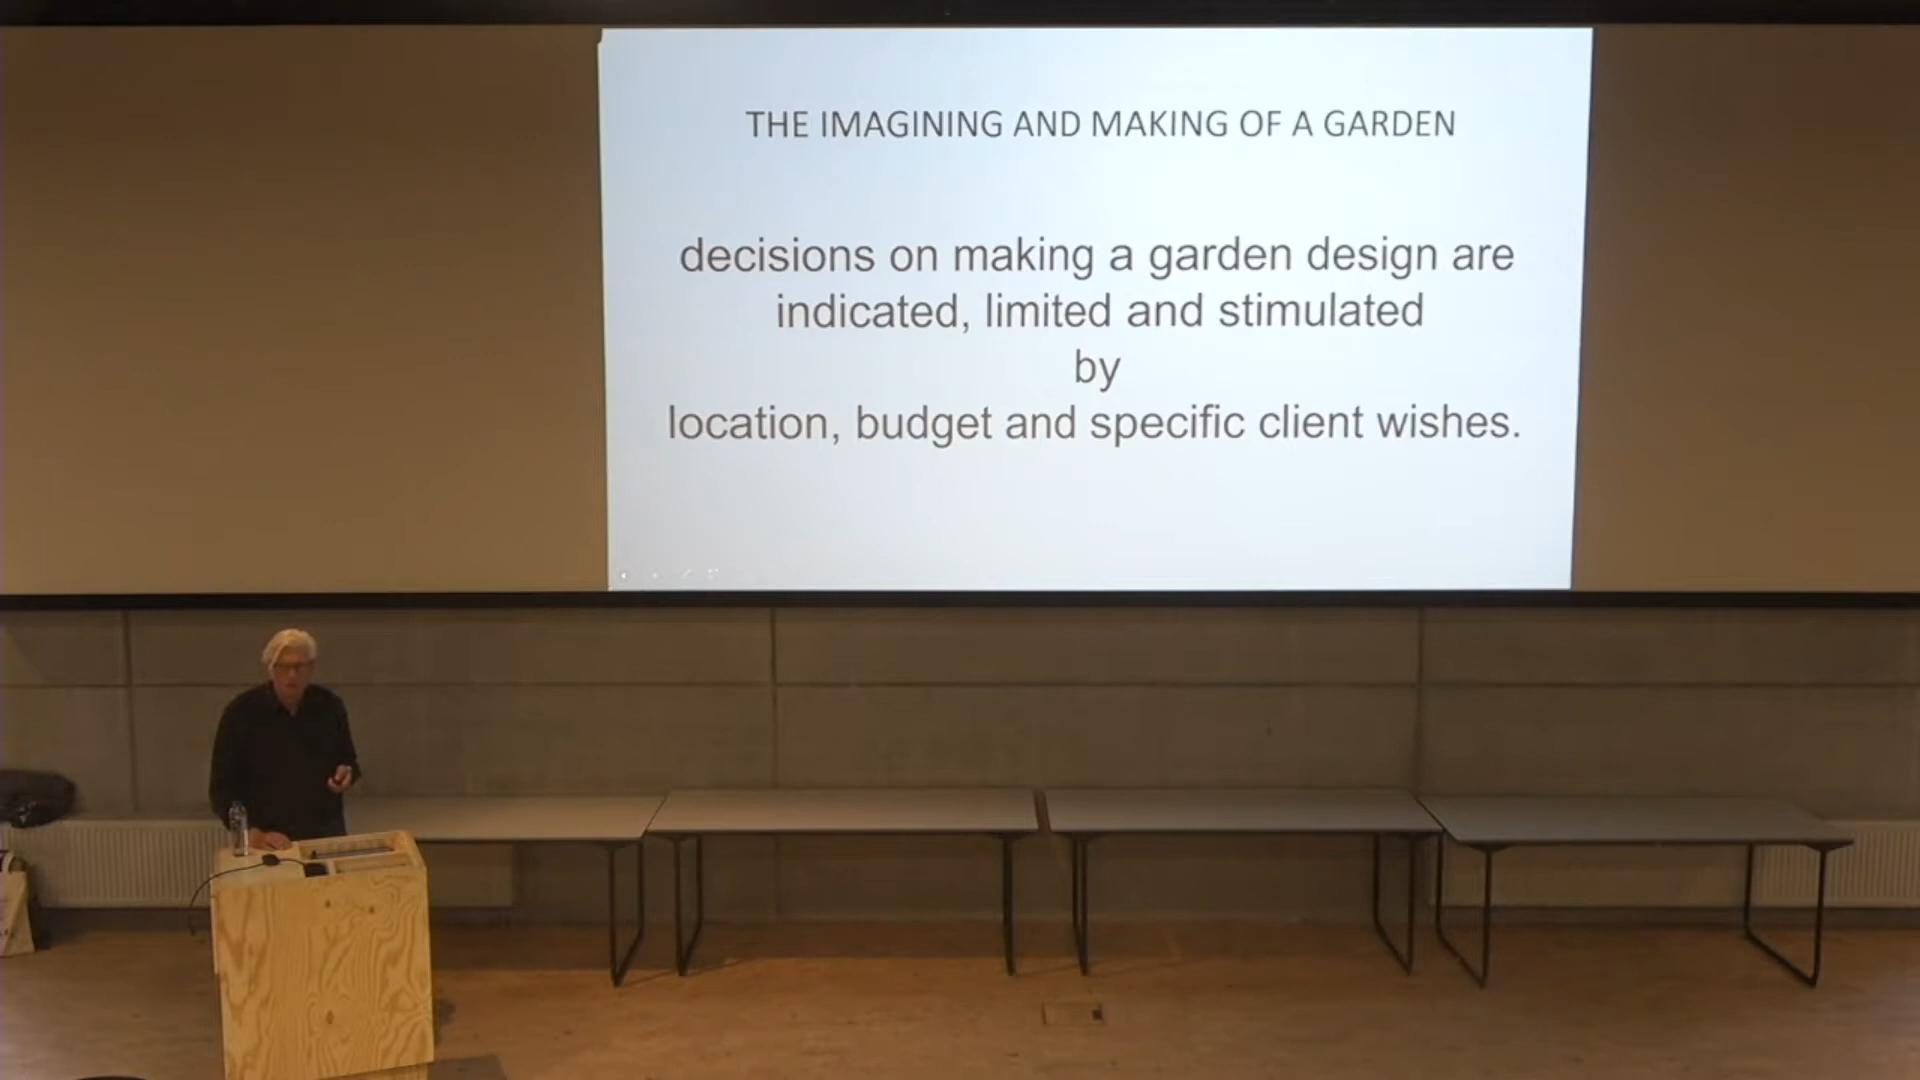 THE IMAGINING AND MAKING OF A GARDEN
decisions on making a garden design are
indicated, limited and stimulated
by
location, budget and specific client wishes.